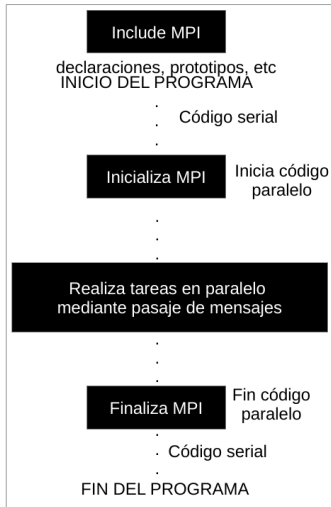 Include MPI
declaraciones, prototipos, etc
INICIO DEL PROGRAMA
Código serial
Inicializa MPI
Inicia código
paralelo
Realiza tareas en paralelo
mediante pasaje de mensajes
Finaliza MPI
Fin código
paralelo
Código serial
FIN DEL PROGRAMA